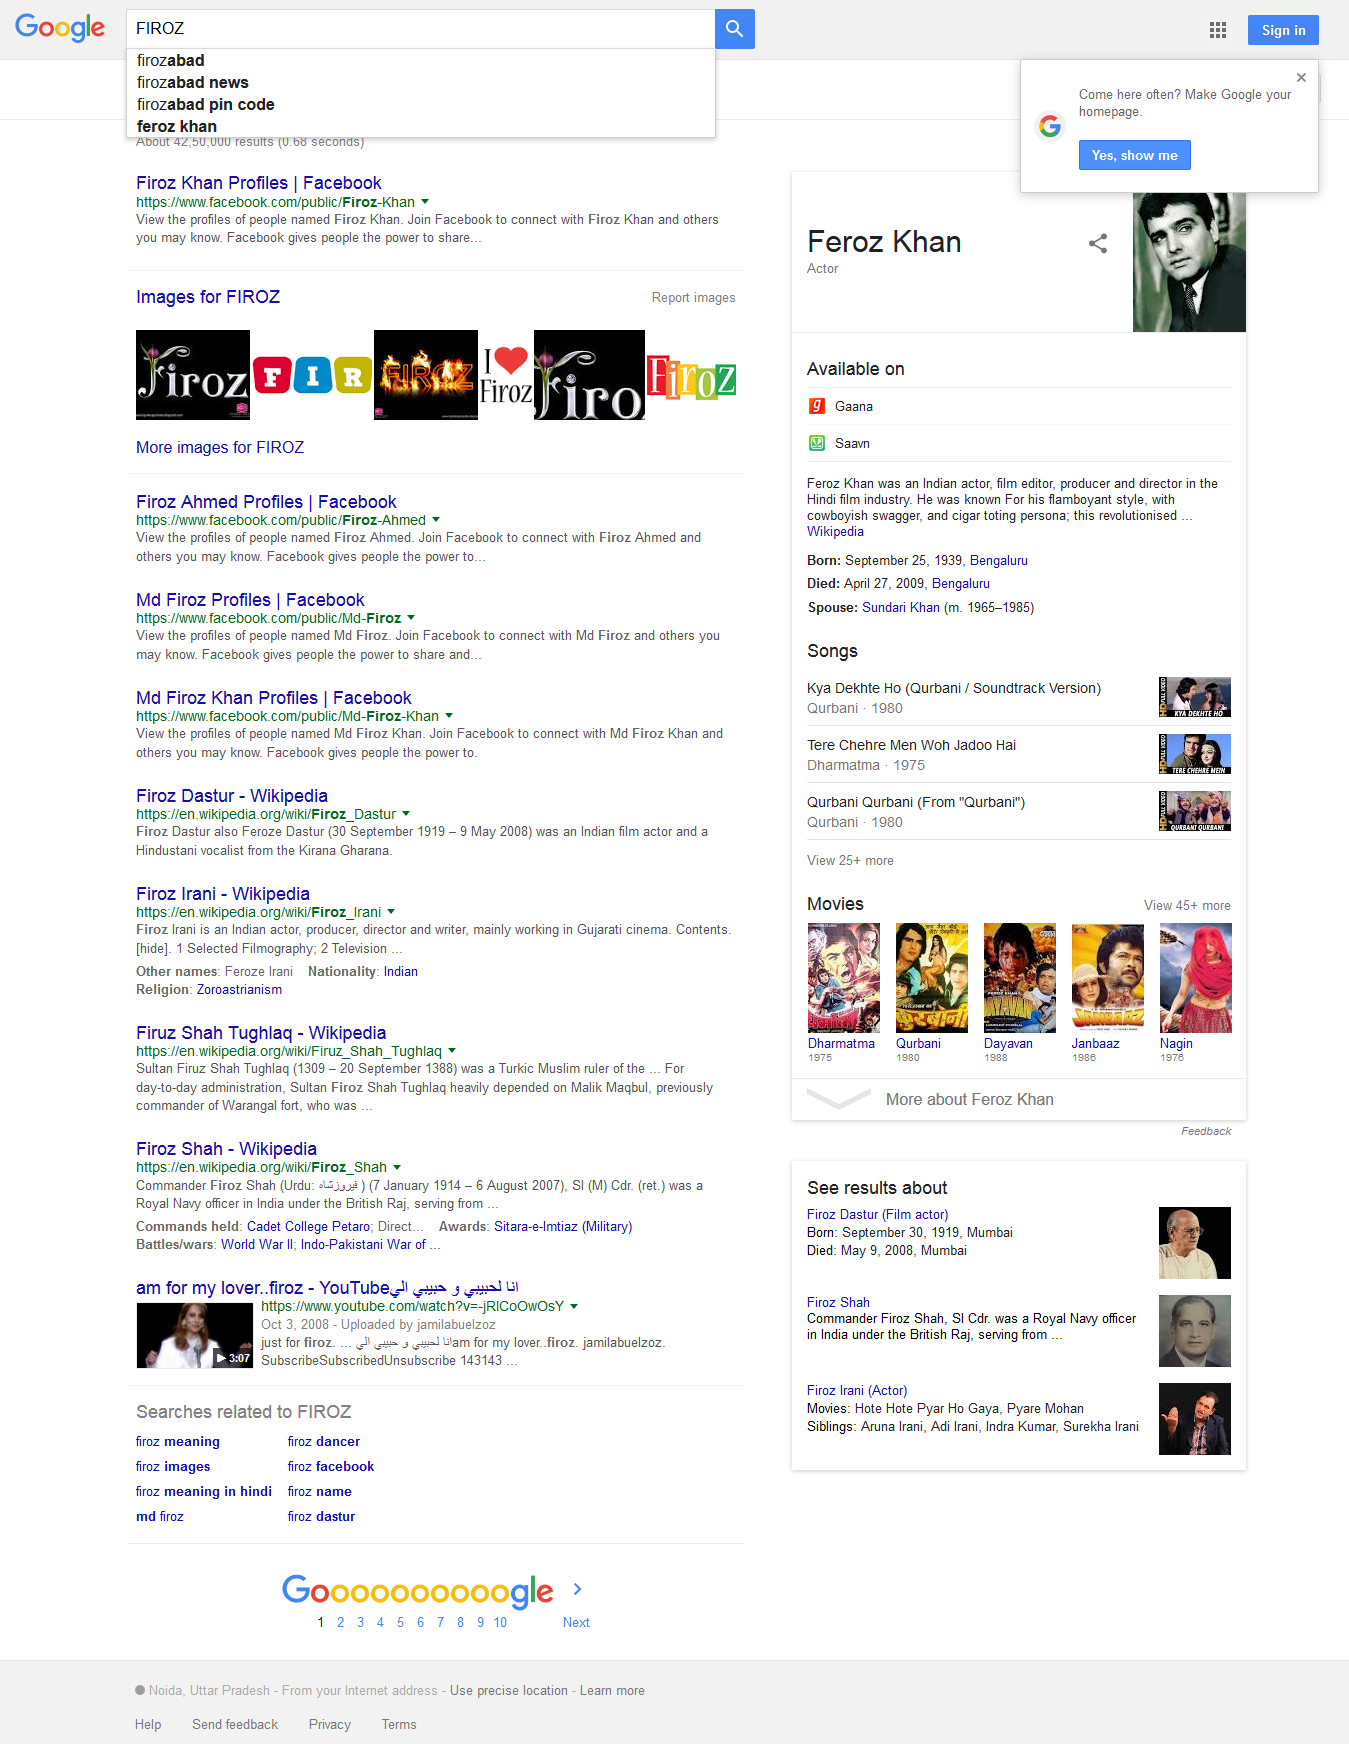 Google
FIROZ
Sign in
firozabad
firozabad news
firozabad pin code
feroz khan
Come here often? Make Google your
homepage.
Yes, show me
About 42,50,000 results (0.68 seconds)
Firoz Khan Profiles | Facebook
https://www.facebook.com/public/Firoz-Khan
View the profiles of people named Firoz Khan. Join Facebook to connect with Firoz Khan and others
you may know. Facebook gives people the power to share...
Images for FIROZ
Report images
Firoz
FIR
FIROZ
I
Firoz
Firo
Firoz
More images for FIROZ
Firoz Ahmed Profiles | Facebook
https://www.facebook.com/public/Firoz-Ahmed
View the profiles of people named Firoz Ahmed. Join Facebook to connect with Firoz Ahmed and
others you may know. Facebook gives people the power to...
Md Firoz Profiles | Facebook
https://www.facebook.com/public/Md-Firoz
View the profiles of people named Md Firoz. Join Facebook to connect with Md Firoz and others you
may know. Facebook gives people the power to share and...
Md Firoz Khan Profiles | Facebook
https://www.facebook.com/public/Md-Firoz-Khan
View the profiles of people named Md Firoz Khan. Join Facebook to connect with Md Firoz Khan and
others you may know. Facebook gives people the power to.
Firoz Dastur - Wikipedia
https://en.wikipedia.org/wiki/Firoz_Dastur
Firoz Dastur also Feroze Dastur (30 September 1919 – 9 May 2008) was an Indian film actor and a
Hindustani vocalist from the Kirana Gharana.
Firoz Irani - Wikipedia
https://en.wikipedia.org/wiki/Firoz_Irani
Firoz Irani is an Indian actor, producer, director and writer, mainly working in Gujarati cinema. Contents.
[hide]. 1 Selected Filmography; 2 Television ...
Other names: Feroze Irani Nationality: Indian
Religion: Zoroastrianism
Firuz Shah Tughlaq - Wikipedia
https://en.wikipedia.org/wiki/Firuz_Shah_Tughlaq
Sultan Firuz Shah Tughlaq (1309 – 20 September 1388) was a Turkic Muslim ruler of the ... For
day-to-day administration, Sultan Firoz Shah Tughlaq heavily depended on Malik Maqbul, previously
commander of Warangal fort, who was ...
Firoz Shah - Wikipedia
https://en.wikipedia.org/wiki/Firoz_Shah
Commander Firoz Shah (Urdu: فیروزشاه ) (7 January 1914 – 6 August 2007), SI (M) Cdr. (ret.) was a
Royal Navy officer in India under the British Raj, serving from ...
Commands held: Cadet College Petaro; Direct... Awards: Sitara-e-Imtiaz (Military)
Battles/wars: World War II; Indo-Pakistani War of ...
am for my lover..firoz - YouTubeانا لحبيبي و حبيبي الي
3:07
https://www.youtube.com/watch?v=-jRlCoOwOsY
Oct 3, 2008 - Uploaded by jamilabuelzoz
just for firoz. ... انا لحبيبي و حبيبي اليam for my lover..firoz. jamilabuelzoz.
SubscribeSubscribedUnsubscribe 143143 ...
Searches related to FIROZ
firoz meaning
firoz dancer
firoz images
firoz facebook
firoz meaning in hindi
firoz name
md firoz
firoz dastur
Goooooooooogle
1 2 3 4 5 6 7 8 9 10 Next
Feroz Khan
Actor
Available on
Gaana
Saavn
Feroz Khan was an Indian actor, film editor, producer and director in the
Hindi film industry. He was known For his flamboyant style, with
cowboyish swagger, and cigar toting persona; this revolutionised ...
Wikipedia
Born: September 25, 1939, Bengaluru
Died: April 27, 2009, Bengaluru
Spouse: Sundari Khan (m. 1965–1985)
Songs
Kya Dekhte Ho (Qurbani / Soundtrack Version)
Qurbani · 1980
KYA DEKHTE HO
Tere Chehre Men Woh Jadoo Hai
Dharmatma · 1975
TERE CHEHRE MEIN
Qurbani Qurbani (From "Qurbani")
Qurbani · 1980
QURBANI QURBANI
View 25+ more
Movies
View 45+ more
Dharmatma
1975
Qurbani
1980
Dayavan
1988
Janbaaz
1986
Nagin
1976
More about Feroz Khan
Feedback
See results about
Firoz Dastur (Film actor)
Born: September 30, 1919, Mumbai
Died: May 9, 2008, Mumbai
Firoz Shah
Commander Firoz Shah, SI Cdr. was a Royal Navy officer
in India under the British Raj, serving from ...
Firoz Irani (Actor)
Movies: Hote Hote Pyar Ho Gaya, Pyare Mohan
Siblings: Aruna Irani, Adi Irani, Indra Kumar, Surekha Irani
Noida, Uttar Pradesh - From your Internet address - Use precise location - Learn more
Help Send feedback Privacy Terms